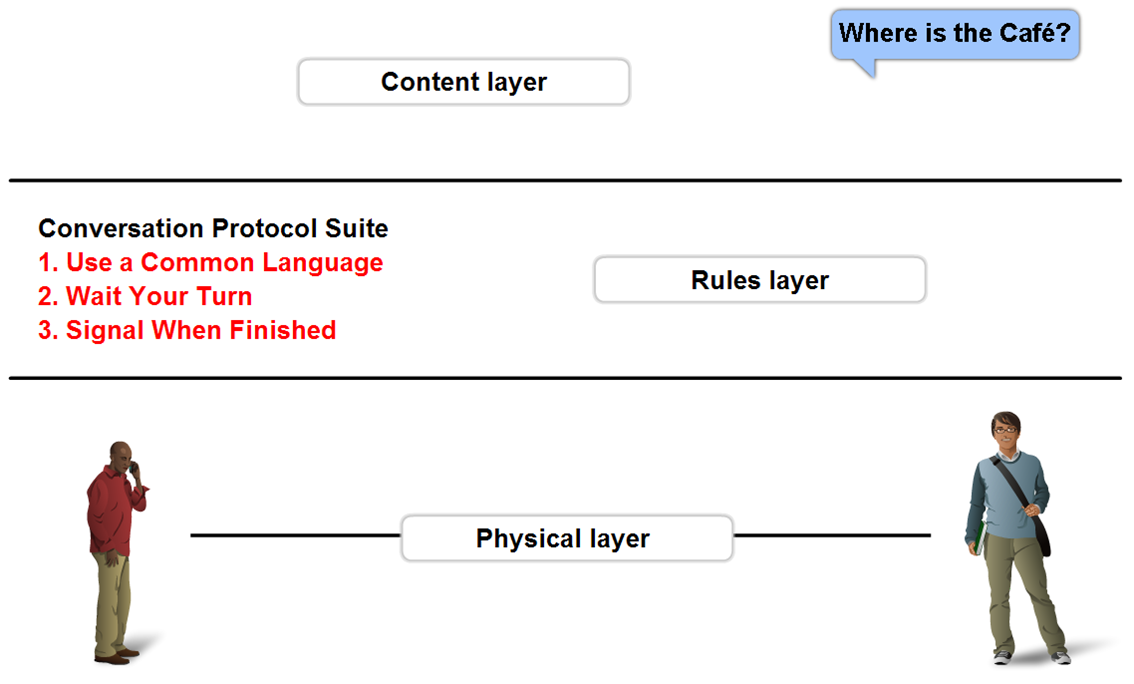 Where is the Café?
Content layer
Conversation Protocol Suite
1. Use a Common Language
2. Wait Your Turn
3. Signal When Finished
Rules layer
Physical layer